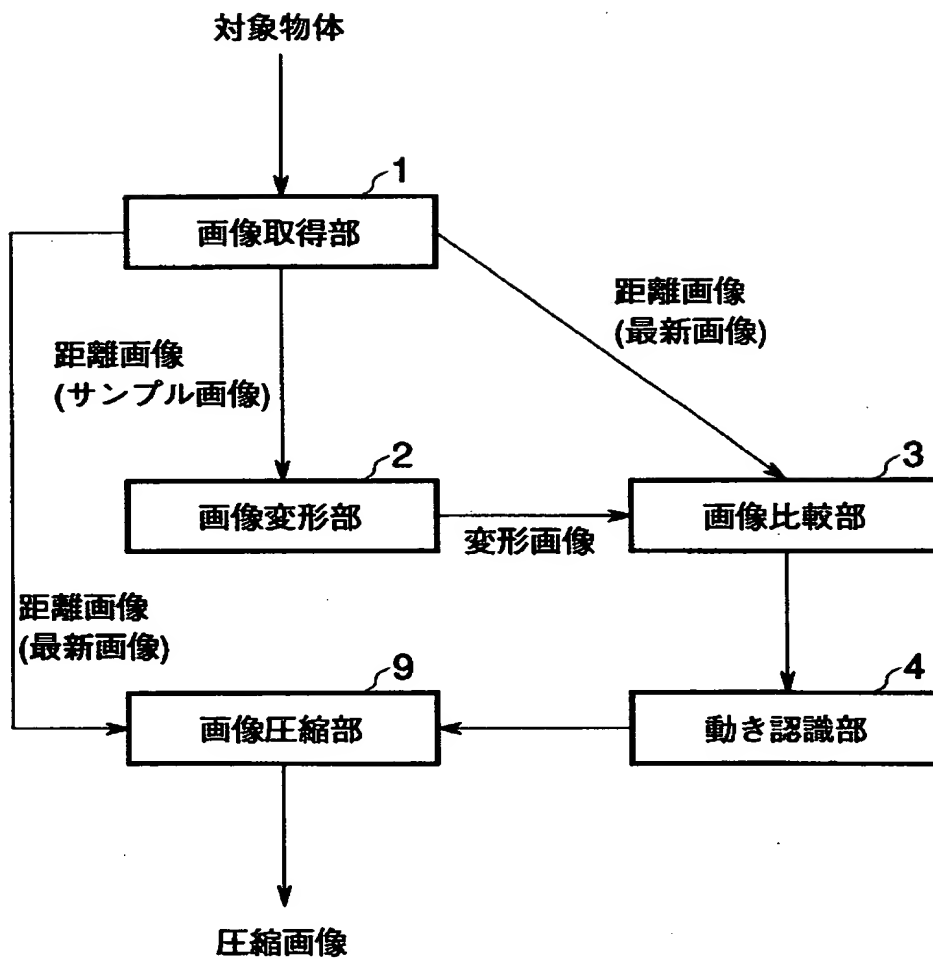 対象物体
1
画像取得部
距離画像
(最新画像)
距離画像
(サンプル画像)
2
画像変形部
変形画像
3
画像比較部
距離画像
(最新画像)
9
画像圧縮部
4
動き認識部
圧縮画像